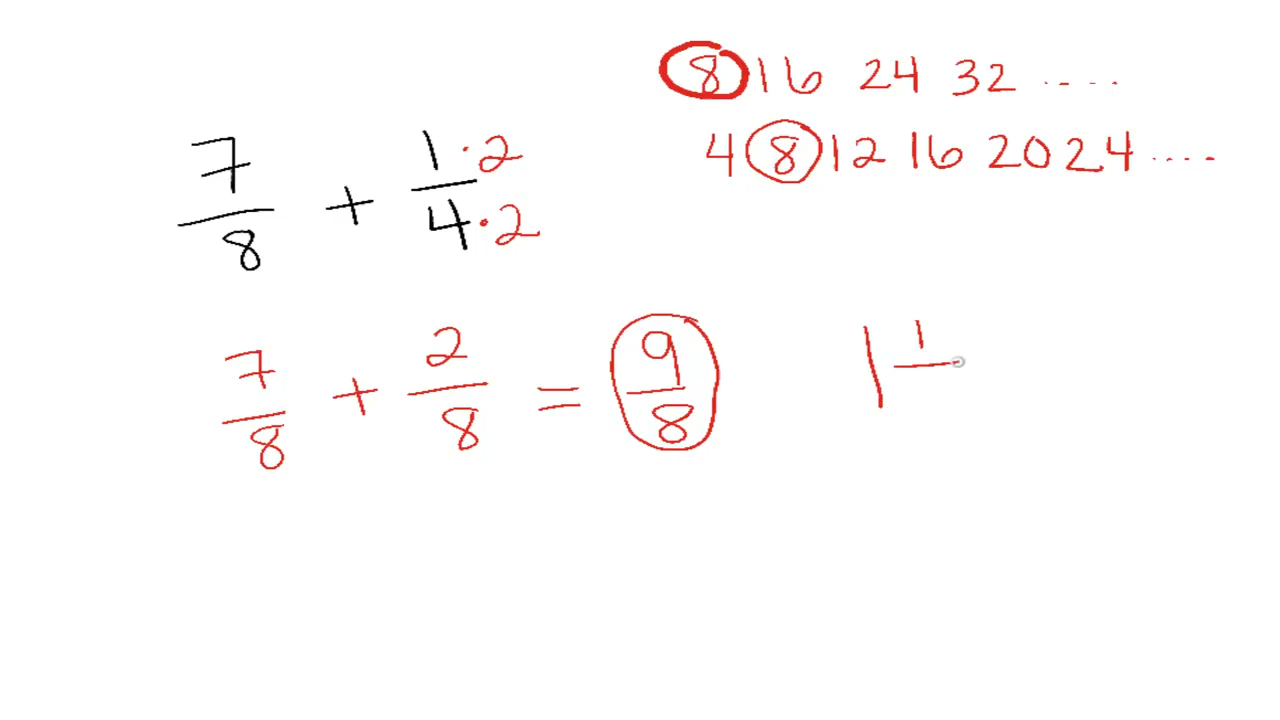 8 16 24 32 .....
4 8 12 16 20 24 ....
7/8 + 1·2/4·2
7/8 + 2/8 = 9/8
1 1/